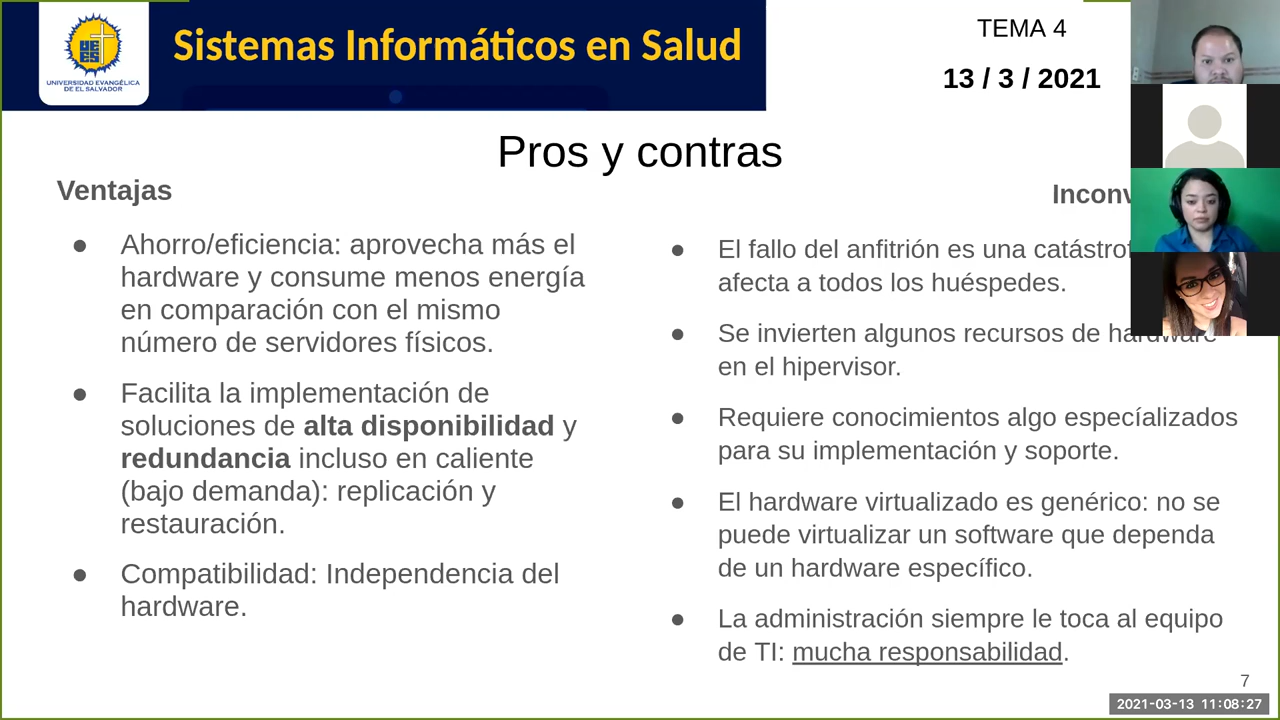 UNIVERSIDAD EVANGÉLICA
DE EL SALVADOR
Sistemas Informáticos en Salud
TEMA 4
13 / 3 / 2021
Pros y contras
Ventajas
● Ahorro/eficiencia: aprovecha más el
hardware y consume menos energía
en comparación con el mismo
número de servidores físicos.
● Facilita la implementación de
soluciones de alta disponibilidad y
redundancia incluso en caliente
(bajo demanda): replicación y
restauración.
● Compatibilidad: Independencia del
hardware.
● El fallo del anfitrión es una
afecta a todos los huéspedes.
● Se invierten algunos recursos de hardware
en el hipervisor.
● Requiere conocimientos algo especíalizados
para su implementación y soporte.
● El hardware virtualizado es genérico: no se
puede virtualizar un software que dependa
de un hardware específico.
● La administración siempre le toca al equipo
de TI: mucha responsabilidad.
7
2021-03-13 11:08:27